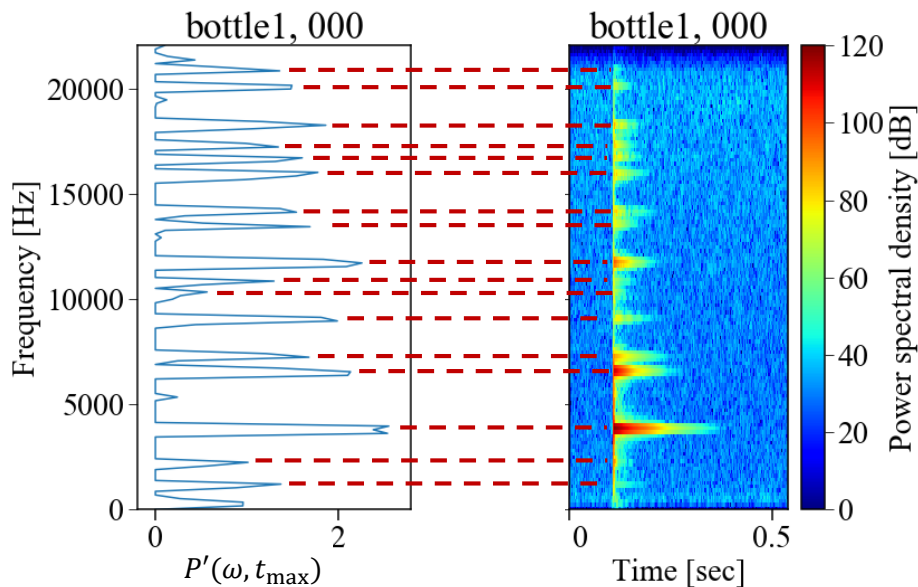 bottle1, 000
bottle1, 000
Frequency [Hz]
20000
15000
10000
5000
0
0
2
P′(ω, t_max)
0
0.5
Time [sec]
120
100
80
60
40
20
0
Power spectral density [dB]